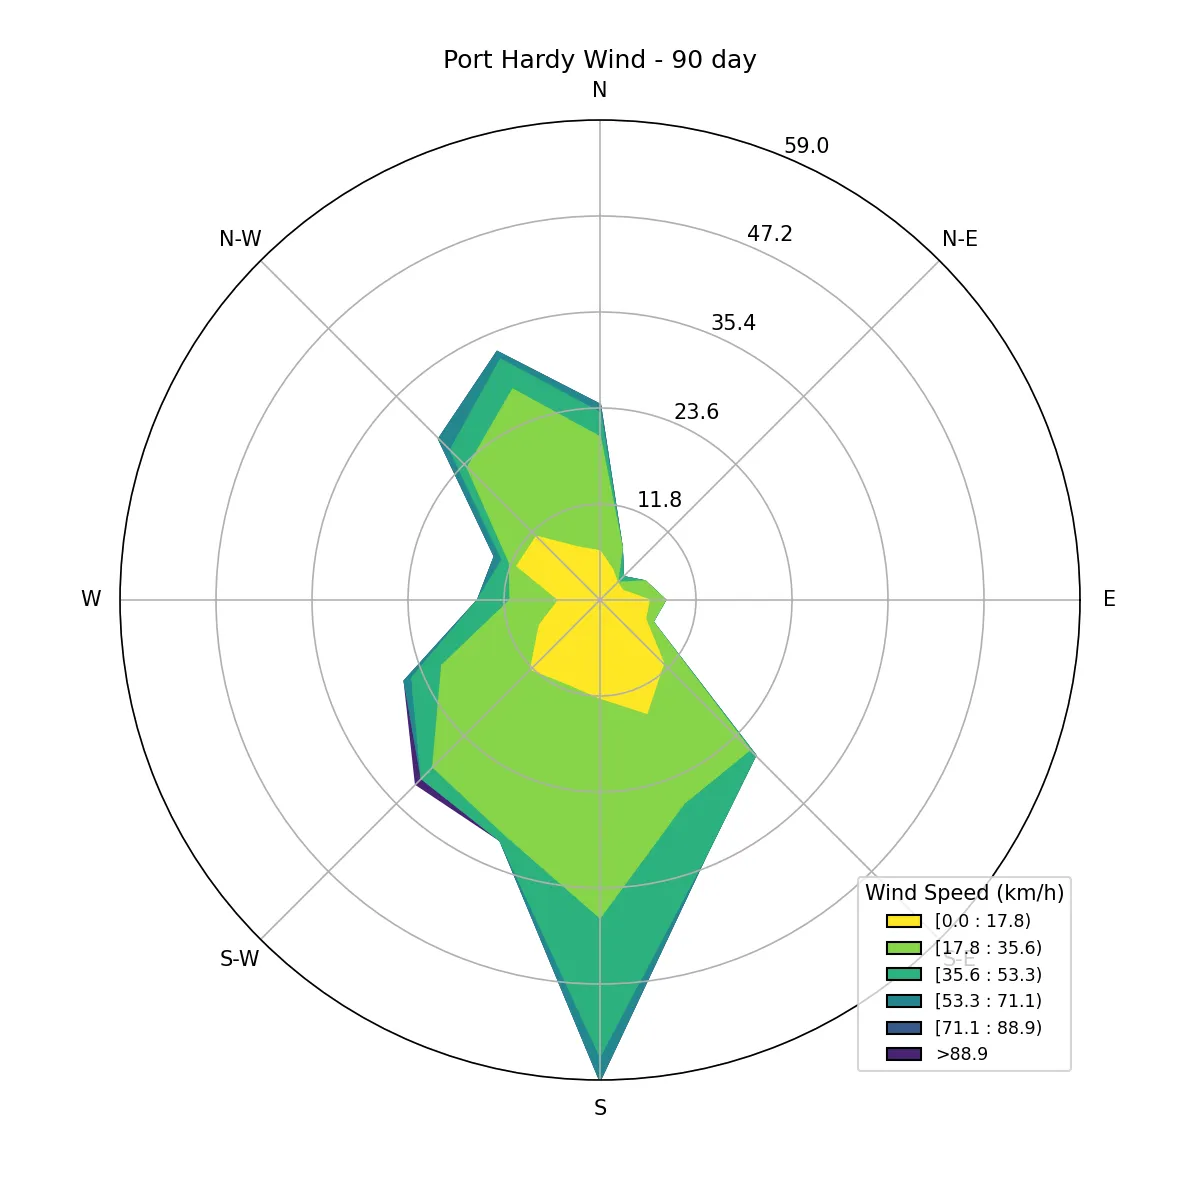 Port Hardy Wind - 90 day
N
59.0
N-W
47.2
N-E
35.4
23.6
11.8
W
E
Wind Speed (km/h)
[0.0 : 17.8)
[17.8 : 35.6)
S-W
S-E
[35.6 : 53.3)
[53.3 : 71.1)
[71.1 : 88.9)
>88.9
S